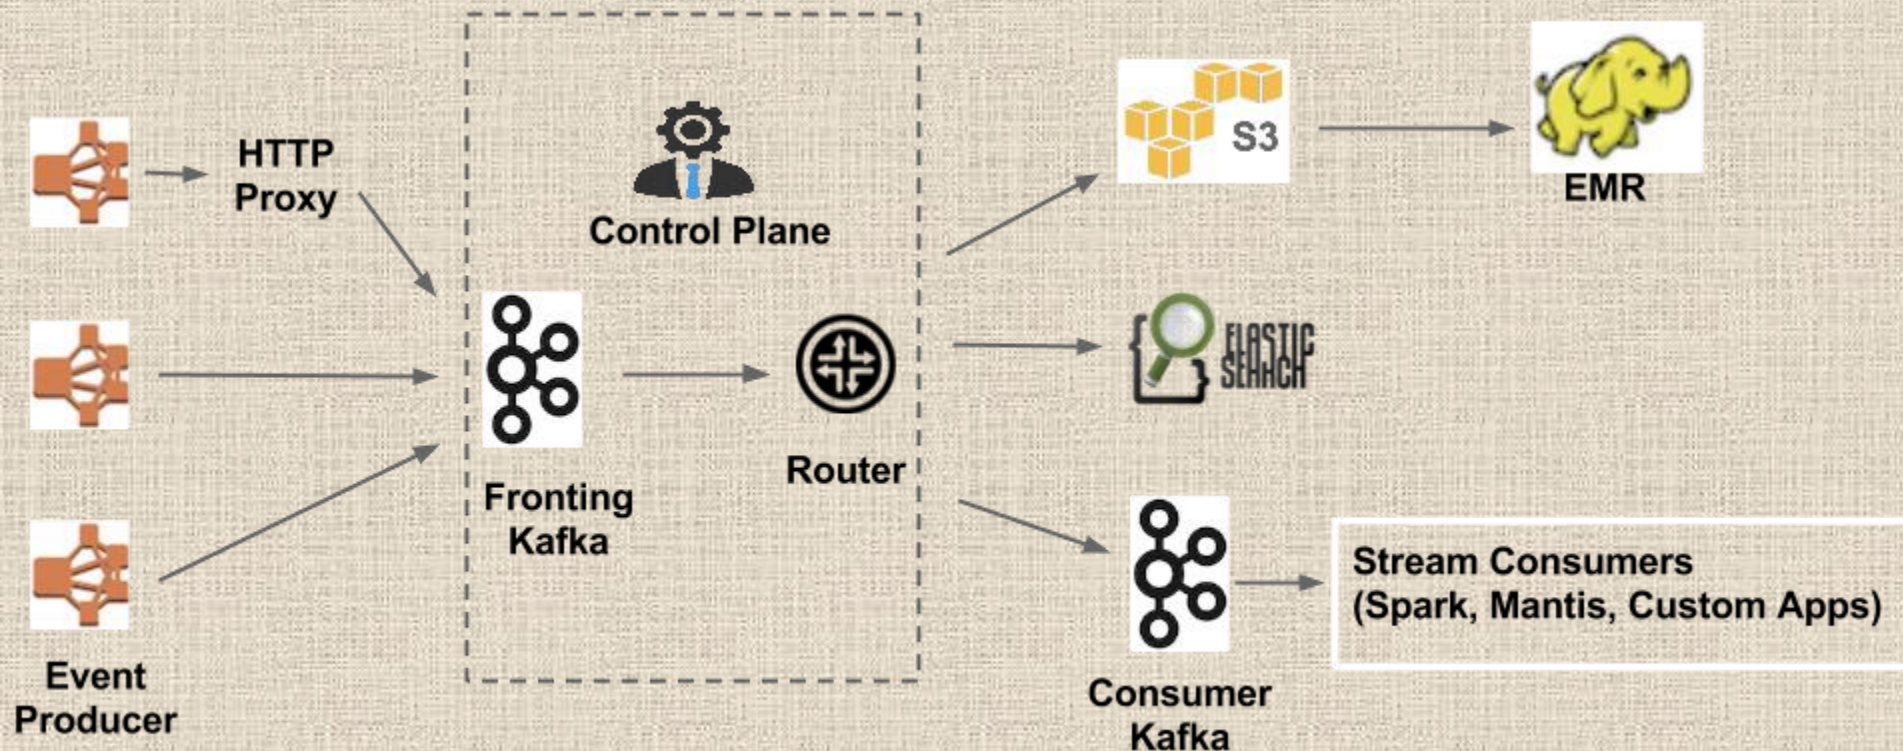 HTTP
Proxy
Control Plane
S3
EMR
ELASTIC
SEARCH
Router
Fronting
Kafka
Stream Consumers
(Spark, Mantis, Custom Apps)
Event
Producer
Consumer
Kafka